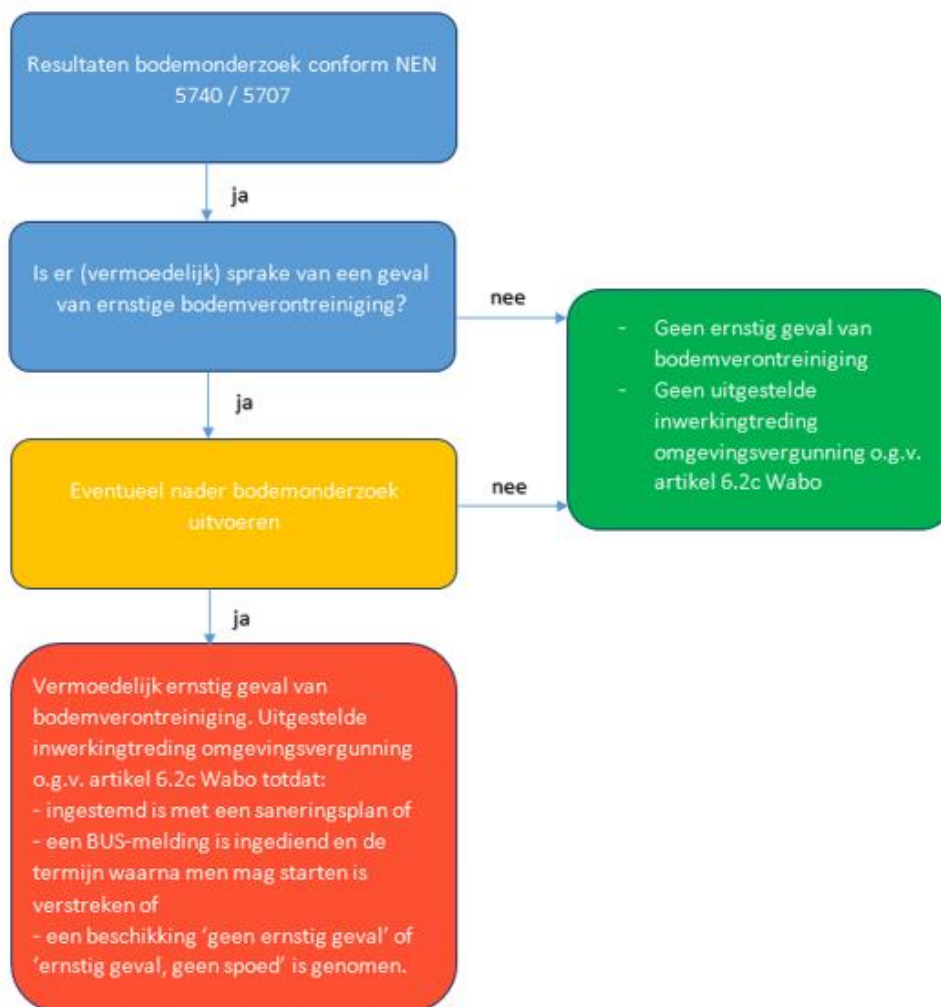 Resultaten bodemonderzoek conform NEN
5740 / 5707
ja
Is er (vermoedelijk) sprake van een geval
van ernstige bodemverontreiniging?
nee
- Geen ernstig geval van
bodemverontreiniging
- Geen uitgestelde
inwerkingtreding
omgevingsvergunning o.g.v.
artikel 6.2c Wabo
ja
Eventueel nader bodemonderzoek
uitvoeren
nee
ja
Vermoedelijk ernstig geval van
bodemverontreiniging. Uitgestelde
inwerkingtreding omgevingsvergunning
o.g.v. artikel 6.2c Wabo totdat:
- ingestemd is met een saneringsplan of
- een BUS-melding is ingediend en de
termijn waarna men mag starten is
verstreken of
- een beschikking ‘geen ernstig geval’ of
‘ernstig geval, geen spoed’ is genomen.